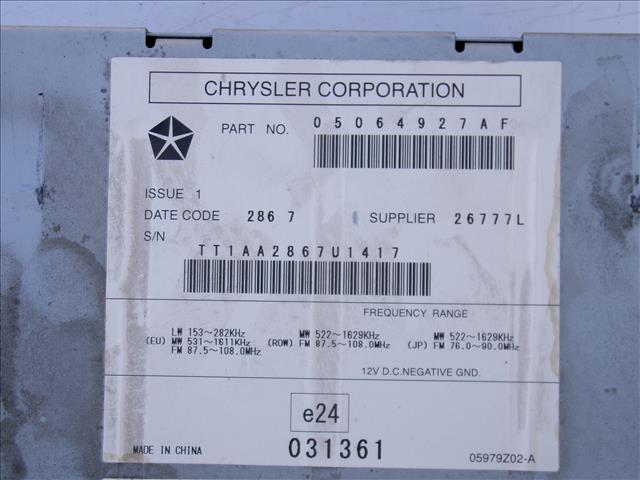 CHRYSLER CORPORATION
PART NO. 05064927AF
ISSUE 1
DATE CODE 286 7 SUPPLIER 26777L
S/N
TT1AA2867U1417
FREQUENCY RANGE
(EU) LW 153~282KHz MW 531~1611KHz FM 87.5~108.0MHz
(ROW) MW 522~1629KHz FM 87.5~108.0MHz
(JP) MW 522~1629KHz FM 76.0~90.0MHz
12V D.C.NEGATIVE GND.
e24
031361
MADE IN CHINA
05979Z02-A